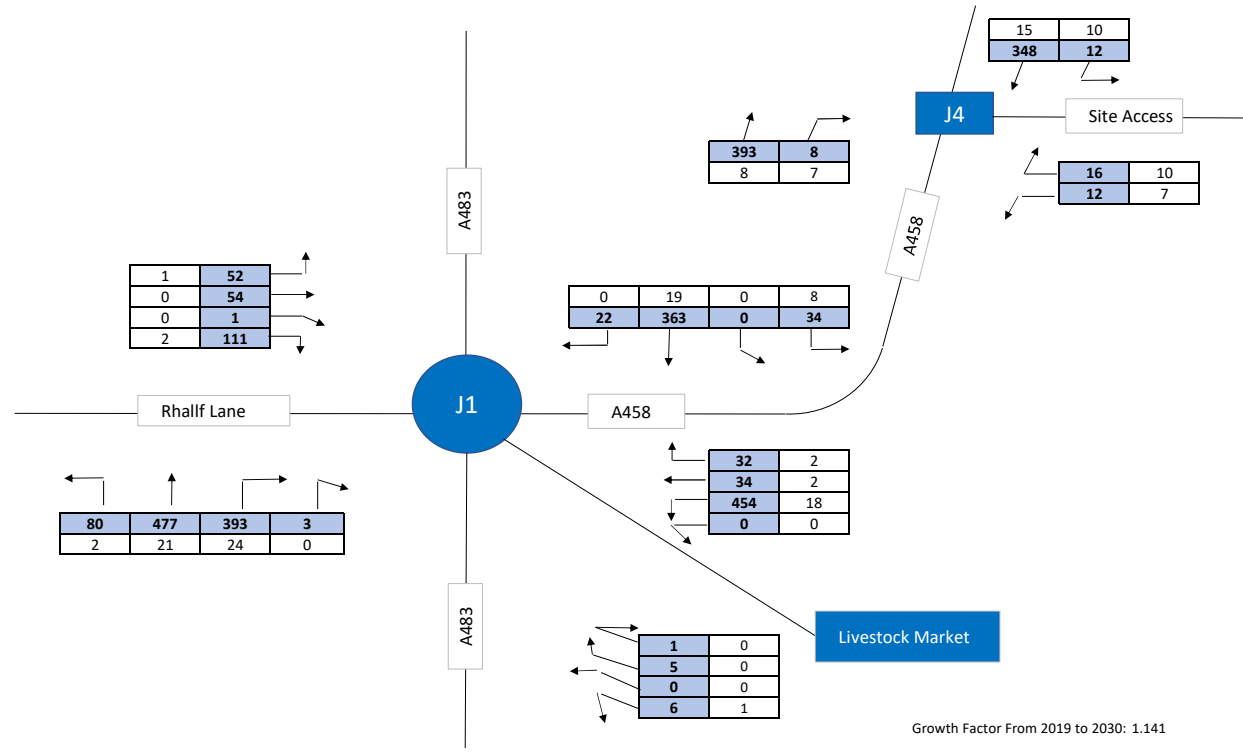 15 10
348 12
J4
Site Access
393 8
8 7
16 10
12 7
A483
A458
1 52
0 54
0 1
2 111
0 19 0 8
22 363 0 34
Rhallf Lane
J1
A458
32 2
34 2
454 18
0 0
80 477 393 3
2 21 24 0
A483
Livestock Market
1 0
5 0
0 0
6 1
Growth Factor From 2019 to 2030: 1.141